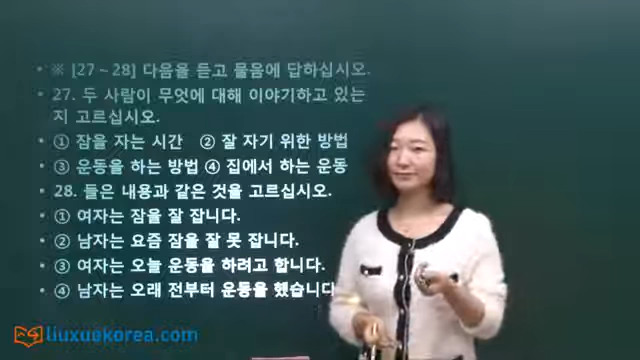 • ※ [27~28] 다음을 듣고 물음에 답하십시오.
• 27. 두 사람이 무엇에 대해 이야기하고 있는
지 고르십시오.
• ① 잠을 자는 시간 ② 잘 자기 위한 방법
• ③ 운동을 하는 방법 ④ 집에서 하는 운동
• 28. 들은 내용과 같은 것을 고르십시오.
• ① 여자는 잠을 잘 잡니다.
• ② 남자는 요즘 잠을 잘 못 잡니다.
• ③ 여자는 오늘 운동을 하려고 합니다.
• ④ 남자는 오래 전부터 운동을 했습니다
liuxuekorea.com